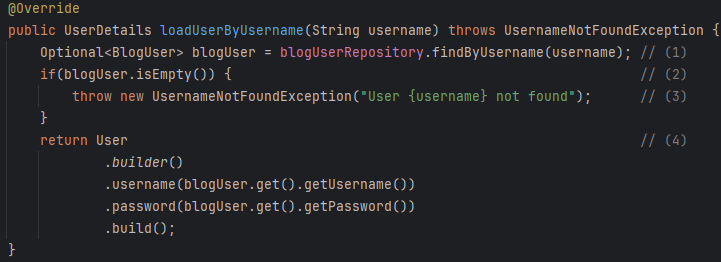 @Override
public UserDetails loadUserByUsername(String username) throws UsernameNotFoundException {
    Optional<BlogUser> blogUser = blogUserRepository.findByUsername(username); // (1)
    if(blogUser.isEmpty()) {                                                   // (2)
        throw new UsernameNotFoundException("User {username} not found");      // (3)
    }
    return User                                                                // (4)
            .builder()
            .username(blogUser.get().getUsername())
            .password(blogUser.get().getPassword())
            .build();
}